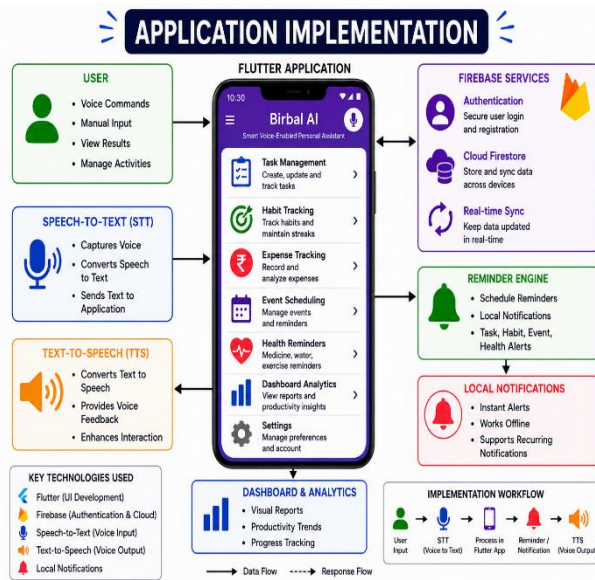 APPLICATION IMPLEMENTATION
USER
• Voice Commands
• Manual Input
• View Results
• Manage Activities
SPEECH-TO-TEXT (STT)
• Captures Voice
• Converts Speech
to Text
• Sends Text to
Application
TEXT-TO-SPEECH (TTS)
• Converts Text to
Speech
• Provides Voice
Feedback
• Enhances Interaction
KEY TECHNOLOGIES USED
Flutter (UI Development)
Firebase (Authentication & Cloud)
Speech-to-Text (Voice Input)
Text-to-Speech (Voice Output)
Local Notifications
FLUTTER APPLICATION
10:30
Birbal AI
Smart Voice-Enabled Personal Assistant
Task Management
Create, update and
track tasks
Habit Tracking
Track habits and
maintain streaks
₹
Expense Tracking
Record and
analyze expenses
Event Scheduling
Manage events
and reminders
Health Reminders
Medicine, water,
exercise reminders
Dashboard Analytics
View reports and
productivity insights
Settings
Manage preferences
and account
DASHBOARD & ANALYTICS
• Visual Reports
• Productivity Trends
• Progress Tracking
Data Flow
Response Flow
FIREBASE SERVICES
Authentication
Secure user login
and registration
Cloud Firestore
Store and sync data
across devices
Real-time Sync
Keep data updated
in real-time
REMINDER ENGINE
• Schedule Reminders
• Local Notifications
• Task, Habit, Event,
Health Alerts
LOCAL NOTIFICATIONS
• Instant Alerts
• Works Offline
• Supports Recurring
Notifications
IMPLEMENTATION WORKFLOW
User
Input
STT
(Voice to Text)
Process in
Flutter App
Reminder /
Notification
TTS
(Voice Output)